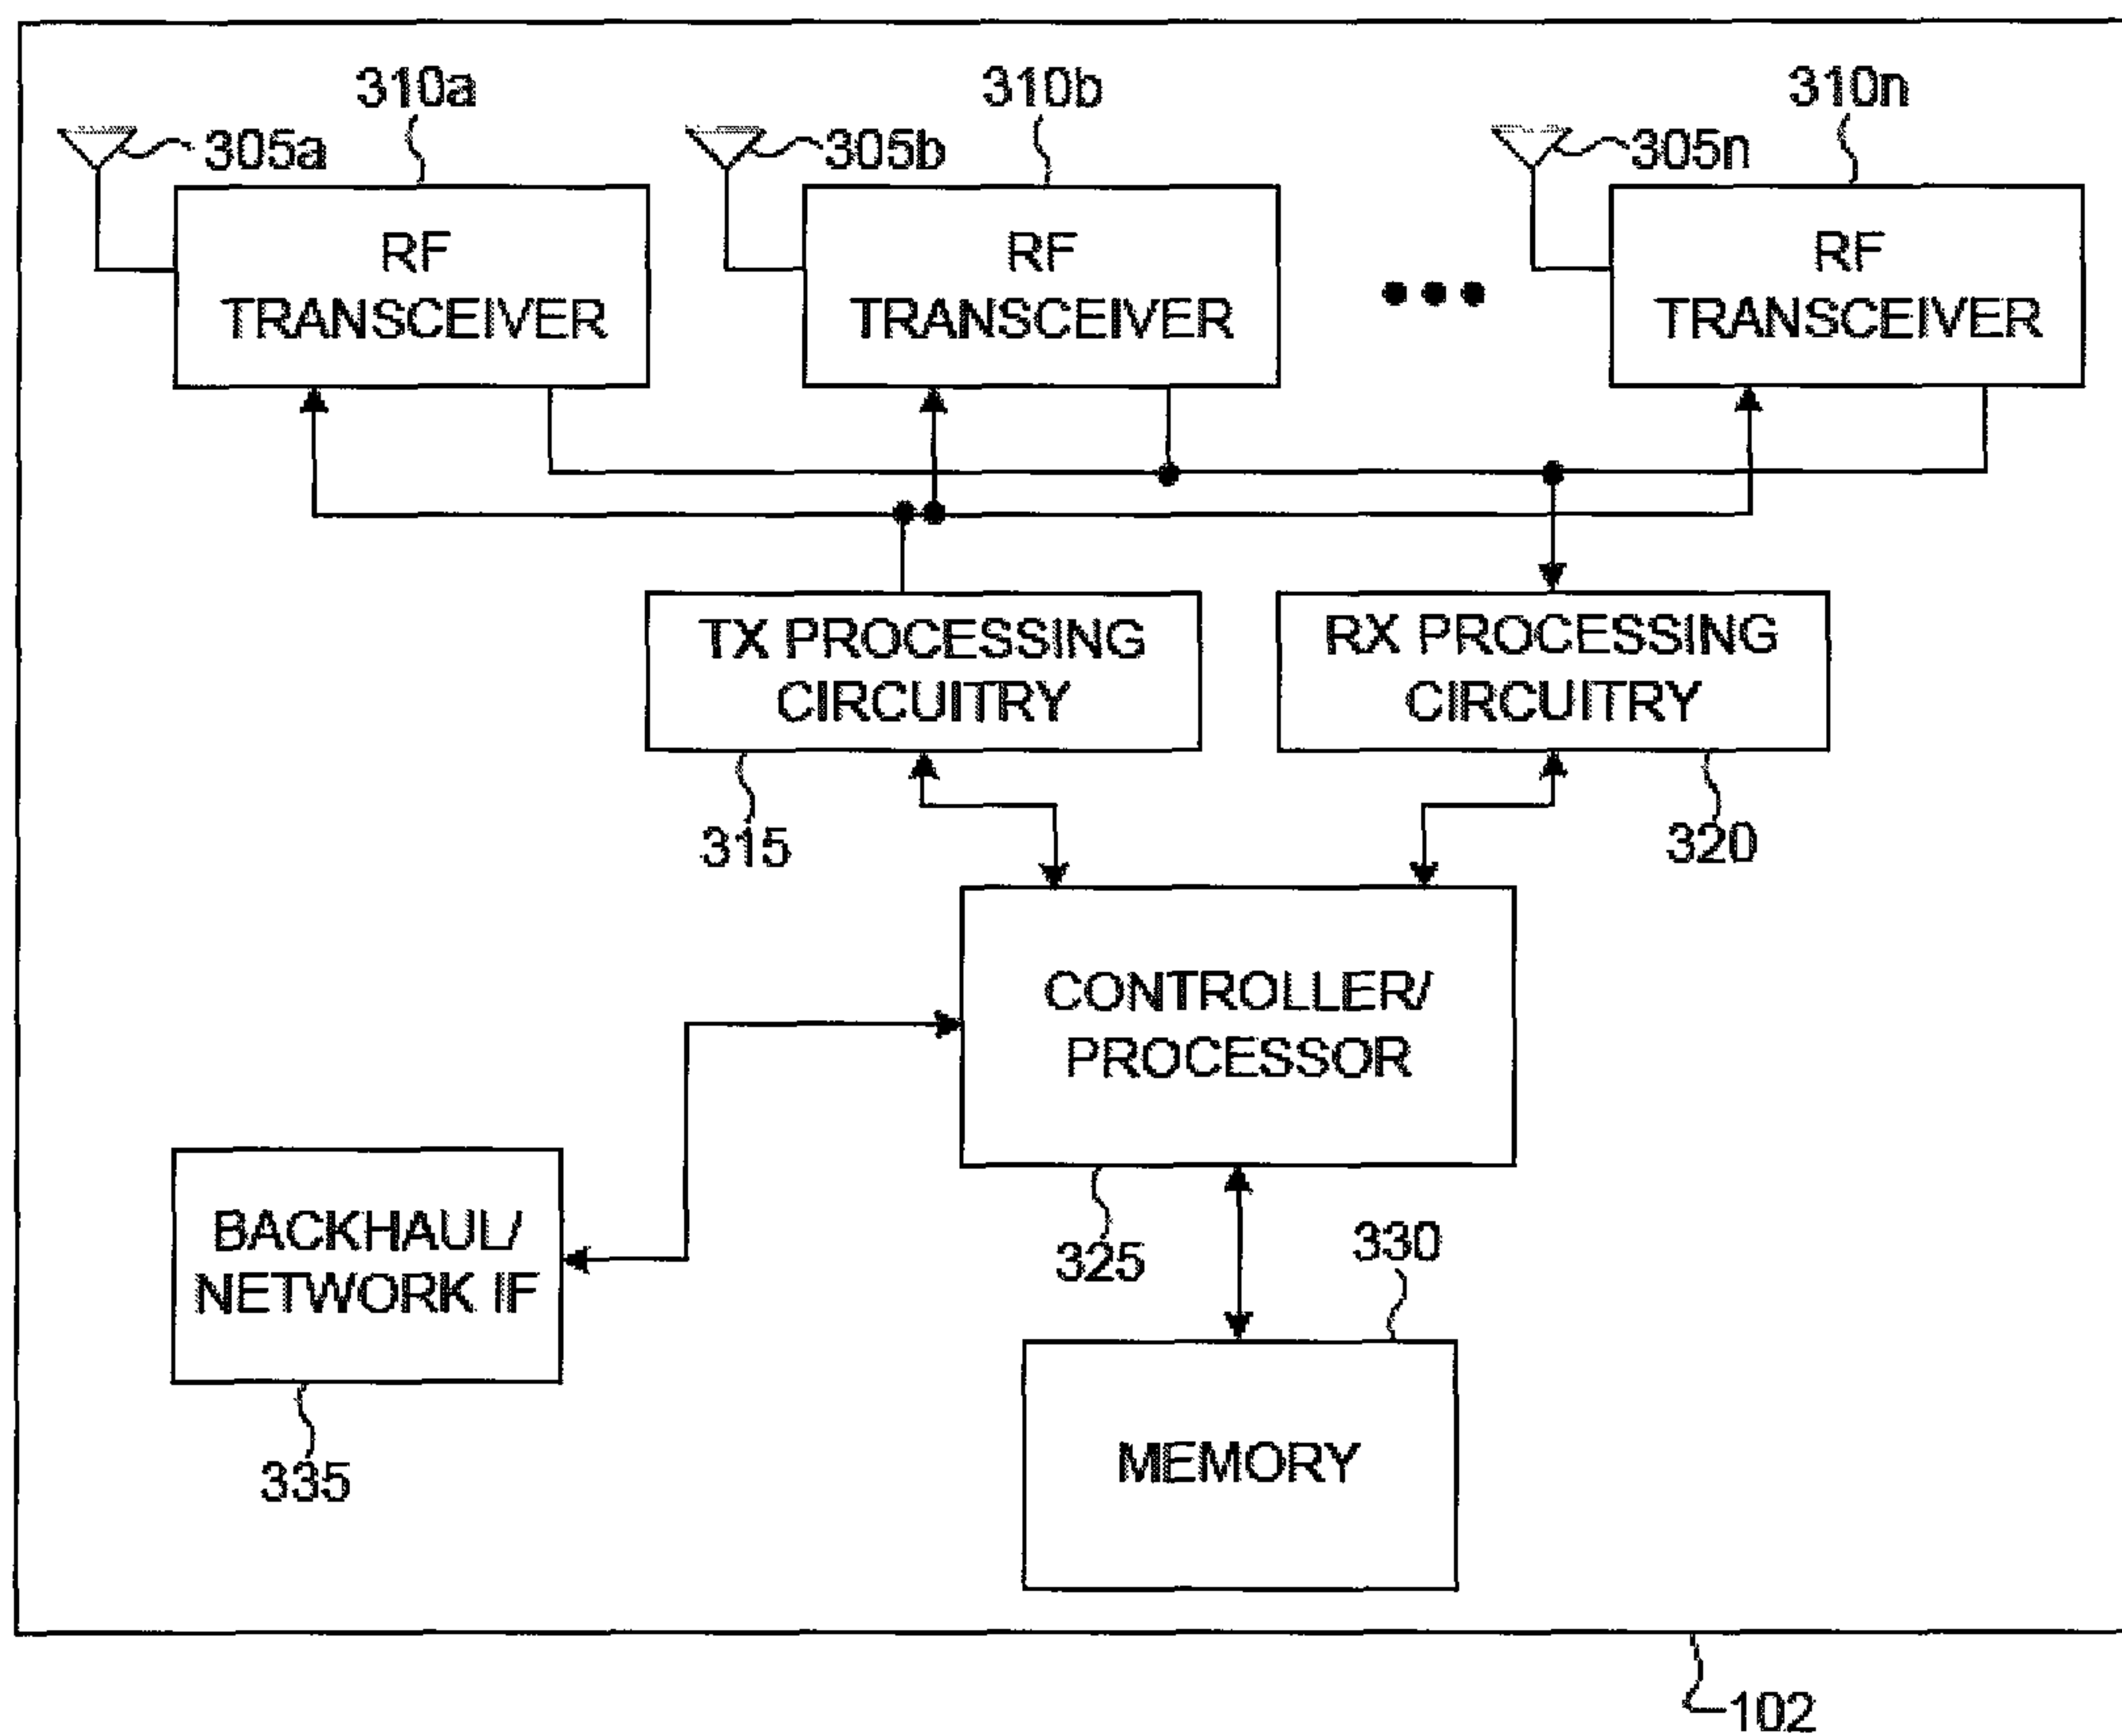 310a
310b
310n
305a
305b
305n
RF
TRANSCEIVER
RF
TRANSCEIVER
RF
TRANSCEIVER
TX PROCESSING
CIRCUITRY
RX PROCESSING
CIRCUITRY
315
320
CONTROLLER/
PROCESSOR
BACKHAUL/
NETWORK IF
325
330
335
MEMORY
102